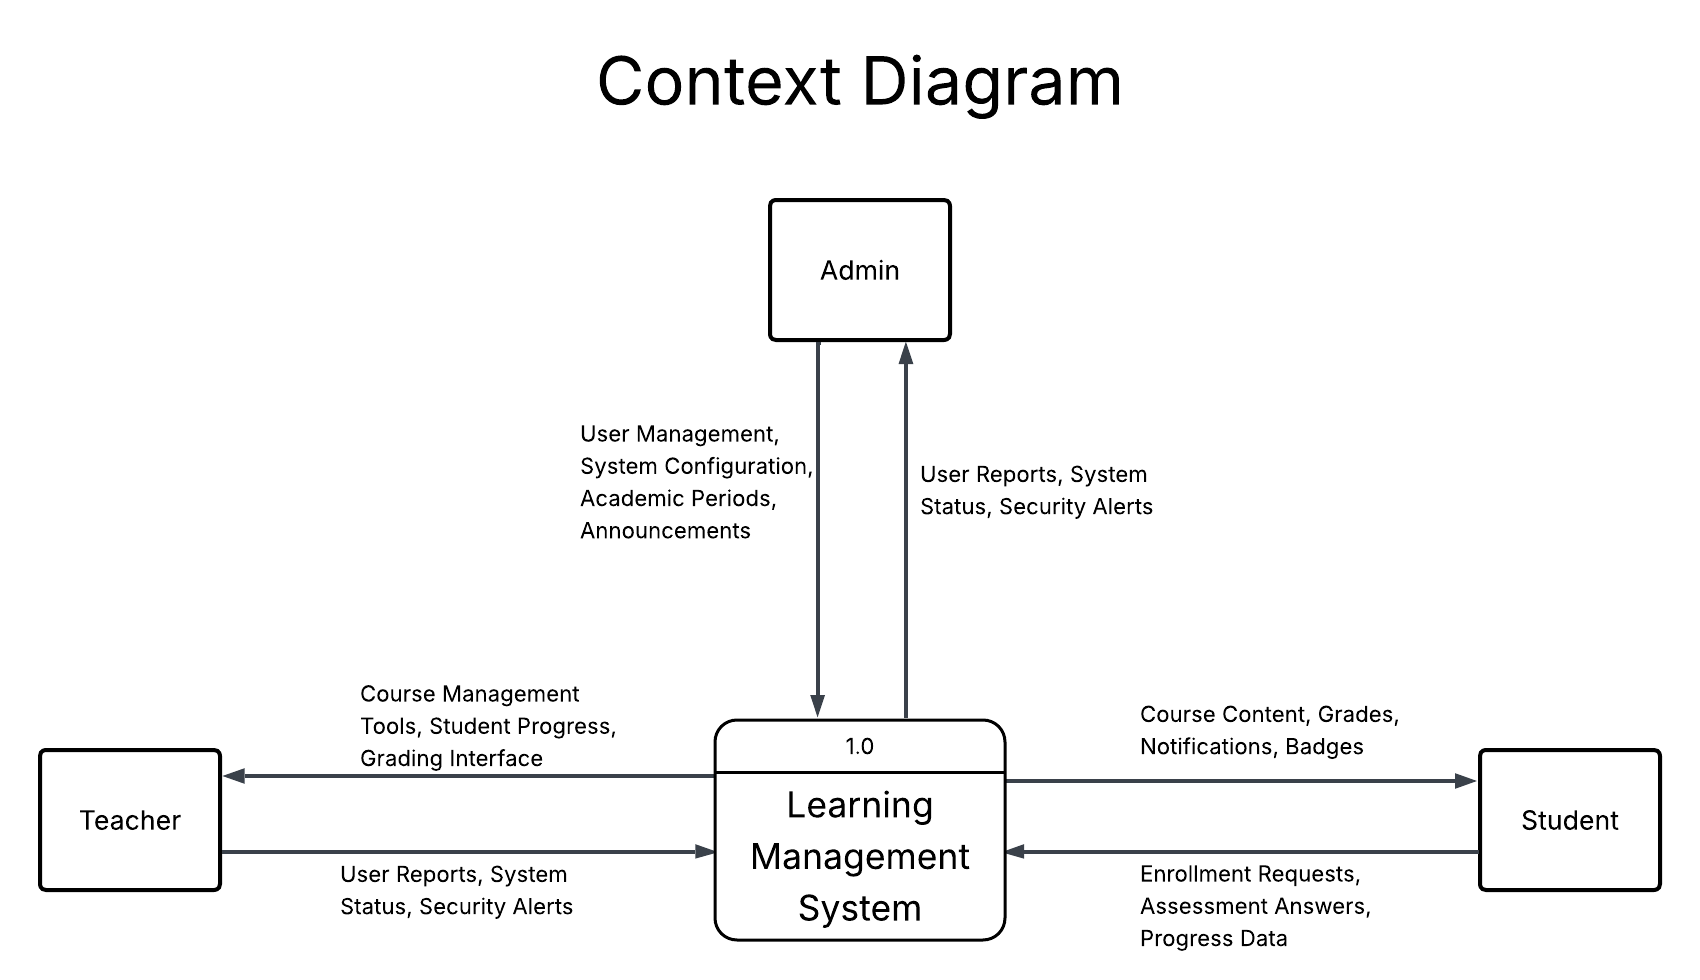 Context Diagram
Admin
User Management,
System Configuration,
Academic Periods,
Announcements
User Reports, System
Status, Security Alerts
Course Management
Tools, Student Progress,
Grading Interface
Course Content, Grades,
Notifications, Badges
1.0
Learning
Management
System
Teacher
Student
User Reports, System
Status, Security Alerts
Enrollment Requests,
Assessment Answers,
Progress Data